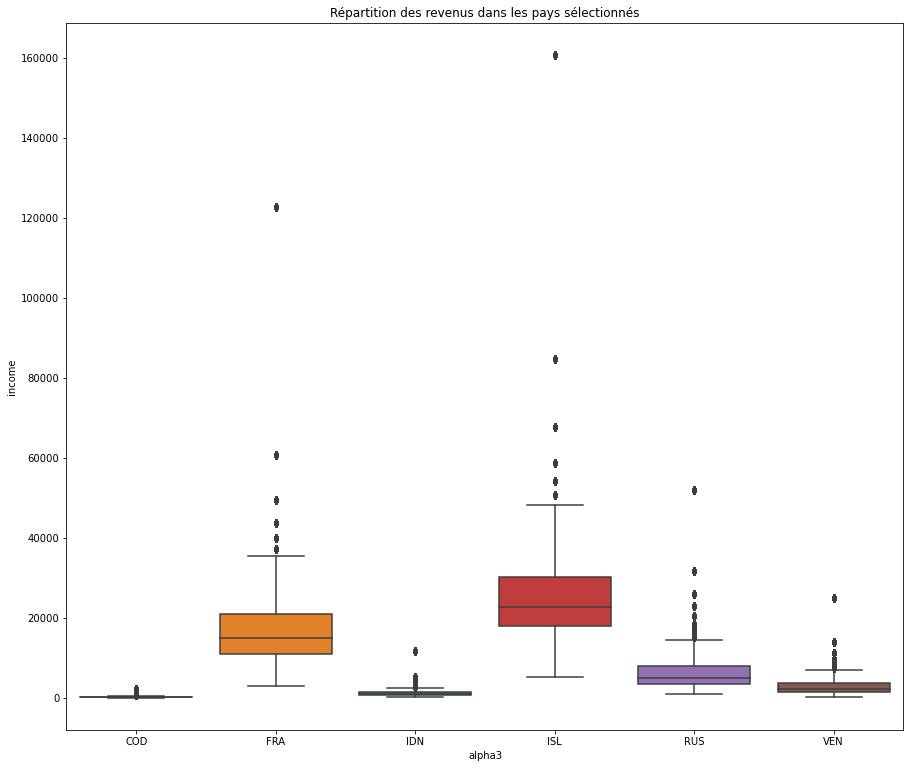 Répartition des revenus dans les pays sélectionnés
160000
140000
120000
100000
80000
60000
40000
20000
0
income
COD FRA IDN ISL RUS VEN
alpha3